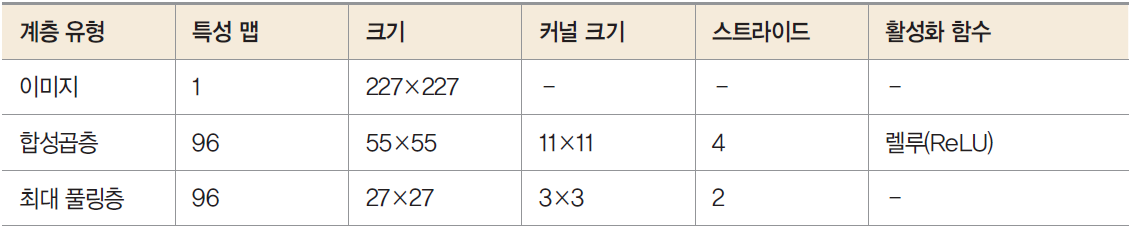 계층 유형 특성 맵 크기 커널 크기 스트라이드 활성화 함수
이미지 1 227×227 – – –
합성곱층 96 55×55 11×11 4 렐루(ReLU)
최대 풀링층 96 27×27 3×3 2 –